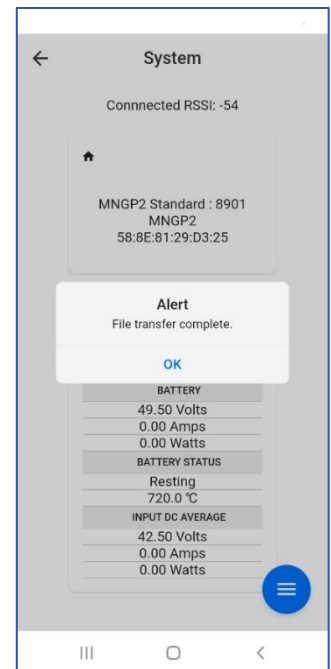 System
Connnected RSSI: -54
MNGP2 Standard : 8901
MNGP2
58:8E:81:29:D3:25
Alert
File transfer complete.
OK
BATTERY
49.50 Volts
0.00 Amps
0.00 Watts
BATTERY STATUS
Resting
720.0 ℃
INPUT DC AVERAGE
42.50 Volts
0.00 Amps
0.00 Watts